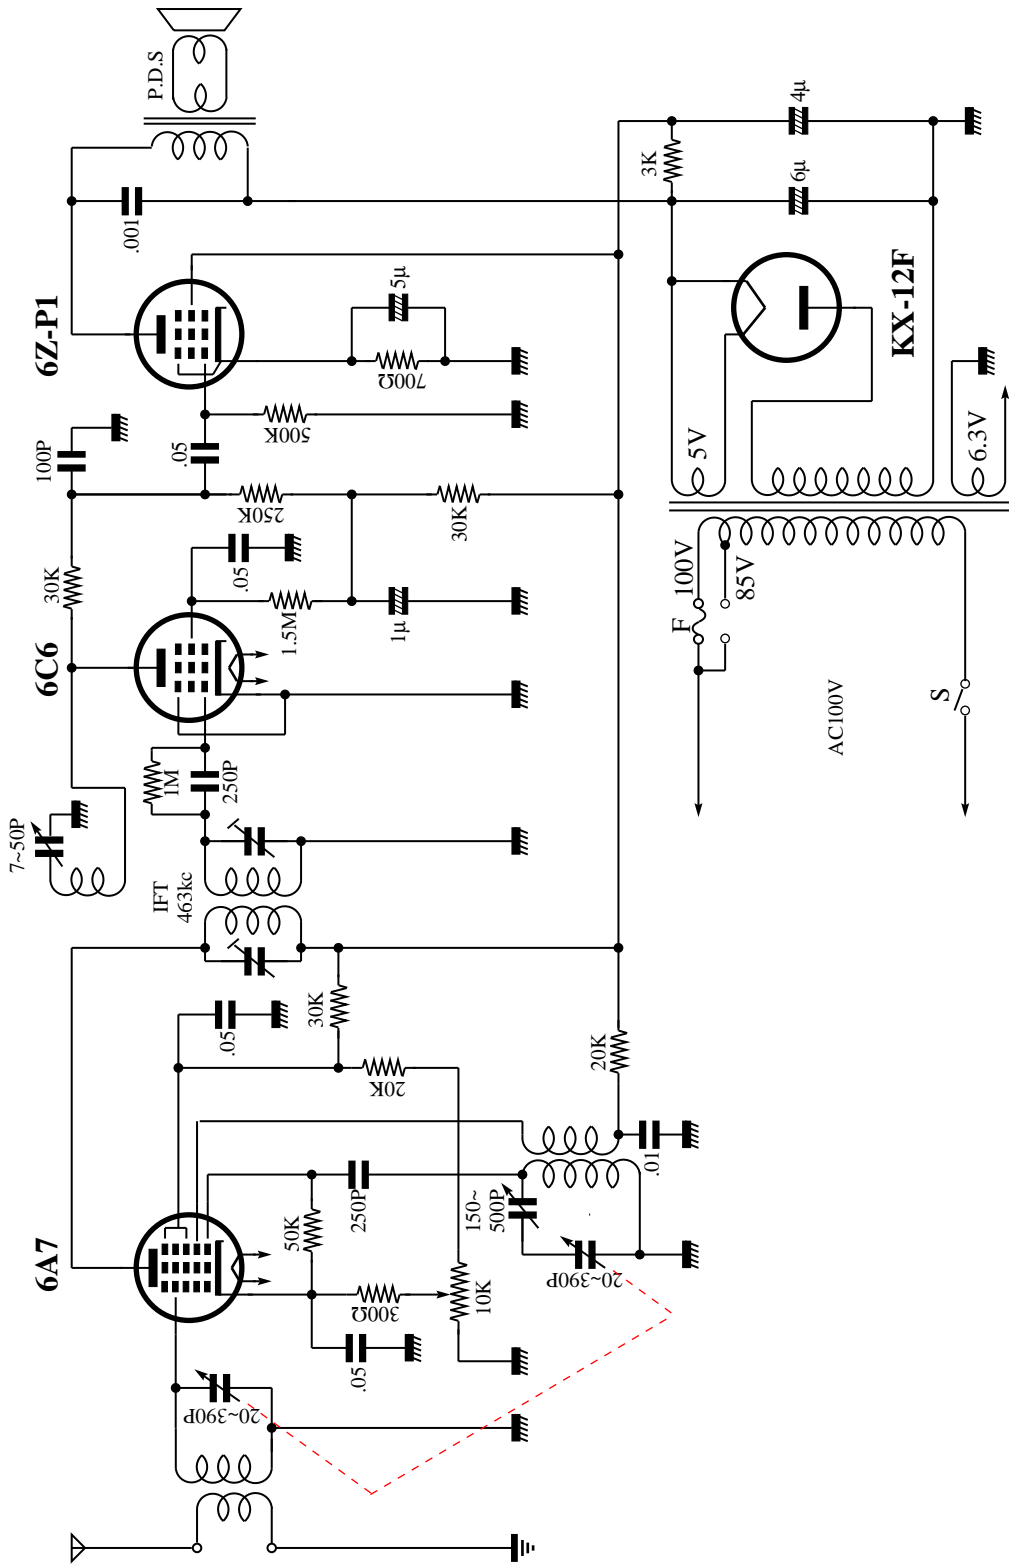 6A7
6C6
6Z-P1
KX-12F
P.D.S
7~50P
30K
100P
.001
IFT
463kc
1M
250P
.05
.05
1.5M
250K
500K
5μ
700Ω
1μ
30K
3K
6μ
4μ
.05
30K
20K
20~390P
50K
250P
300Ω
.05
10K
150~
500P
20~390P
20K
.01
F
100V
85V
5V
6.3V
AC100V
S